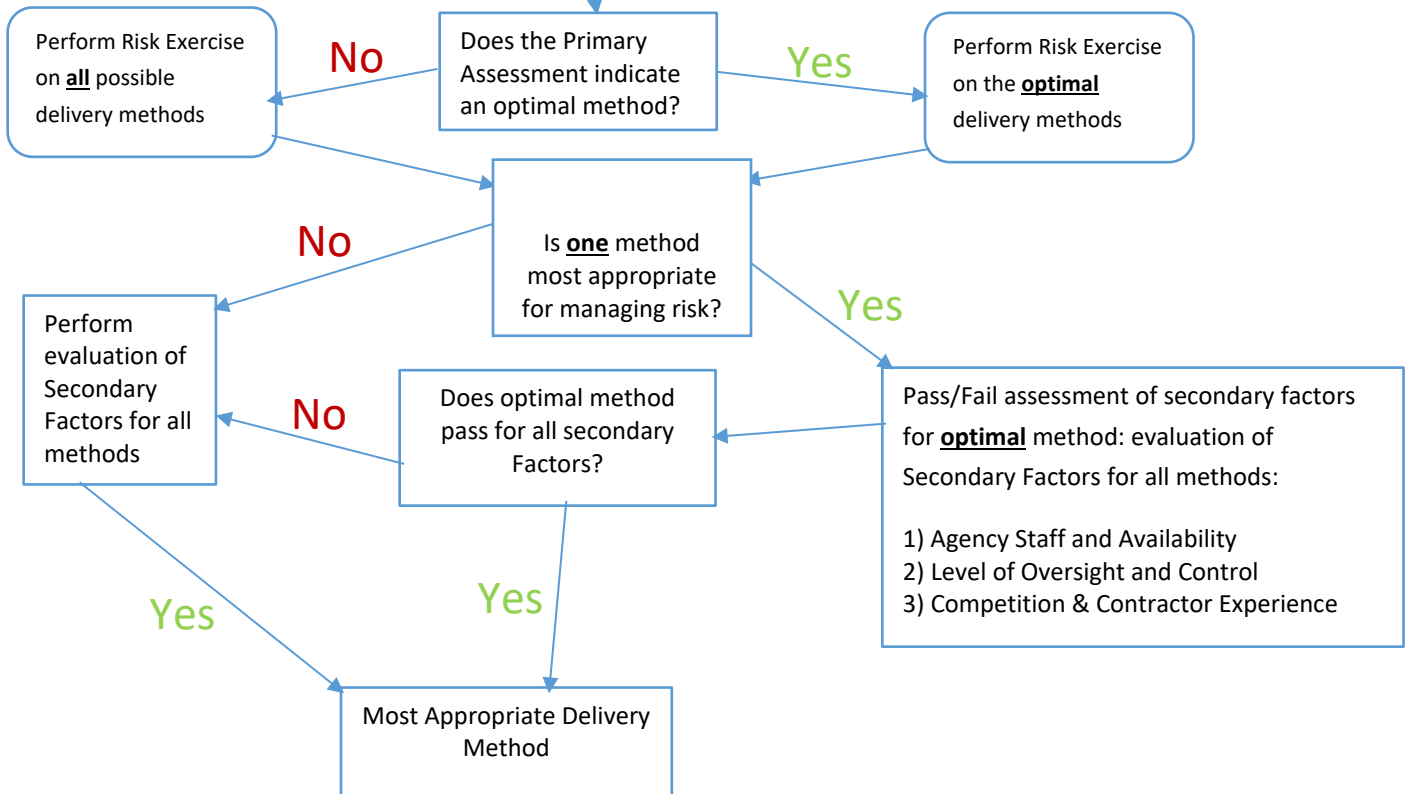 Perform Risk Exercise
on all possible
delivery methods
No
Does the Primary
Assessment indicate
an optimal method?
Yes
Perform Risk Exercise
on the optimal
delivery methods
No
Is one method
most appropriate
for managing risk?
Yes
Perform
evaluation of
Secondary
Factors for all
methods
No
Does optimal method
pass for all secondary
Factors?
Pass/Fail assessment of secondary factors
for optimal method: evaluation of
Secondary Factors for all methods:
1) Agency Staff and Availability
2) Level of Oversight and Control
3) Competition & Contractor Experience
Yes
Yes
Most Appropriate Delivery
Method